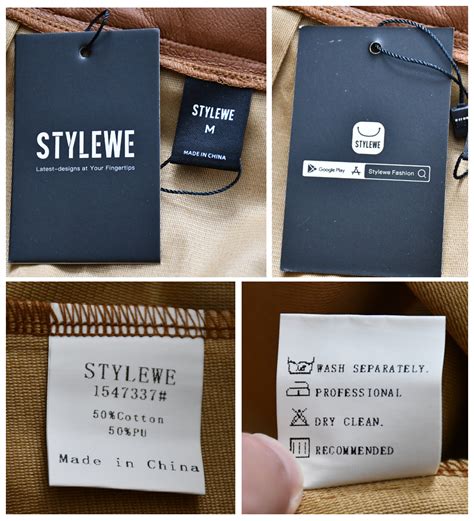 STYLEWE
Latest-designs at Your Fingertips
STYLEWE
M
MADE IN CHINA
STYLEWE
Google Play
Stylewe Fashion
STYLEWE
1547337#
50%Cotton
50%PU
Made in China
WASH SEPARATELY.
PROFESSIONAL
DRY CLEAN.
RECOMMENDED